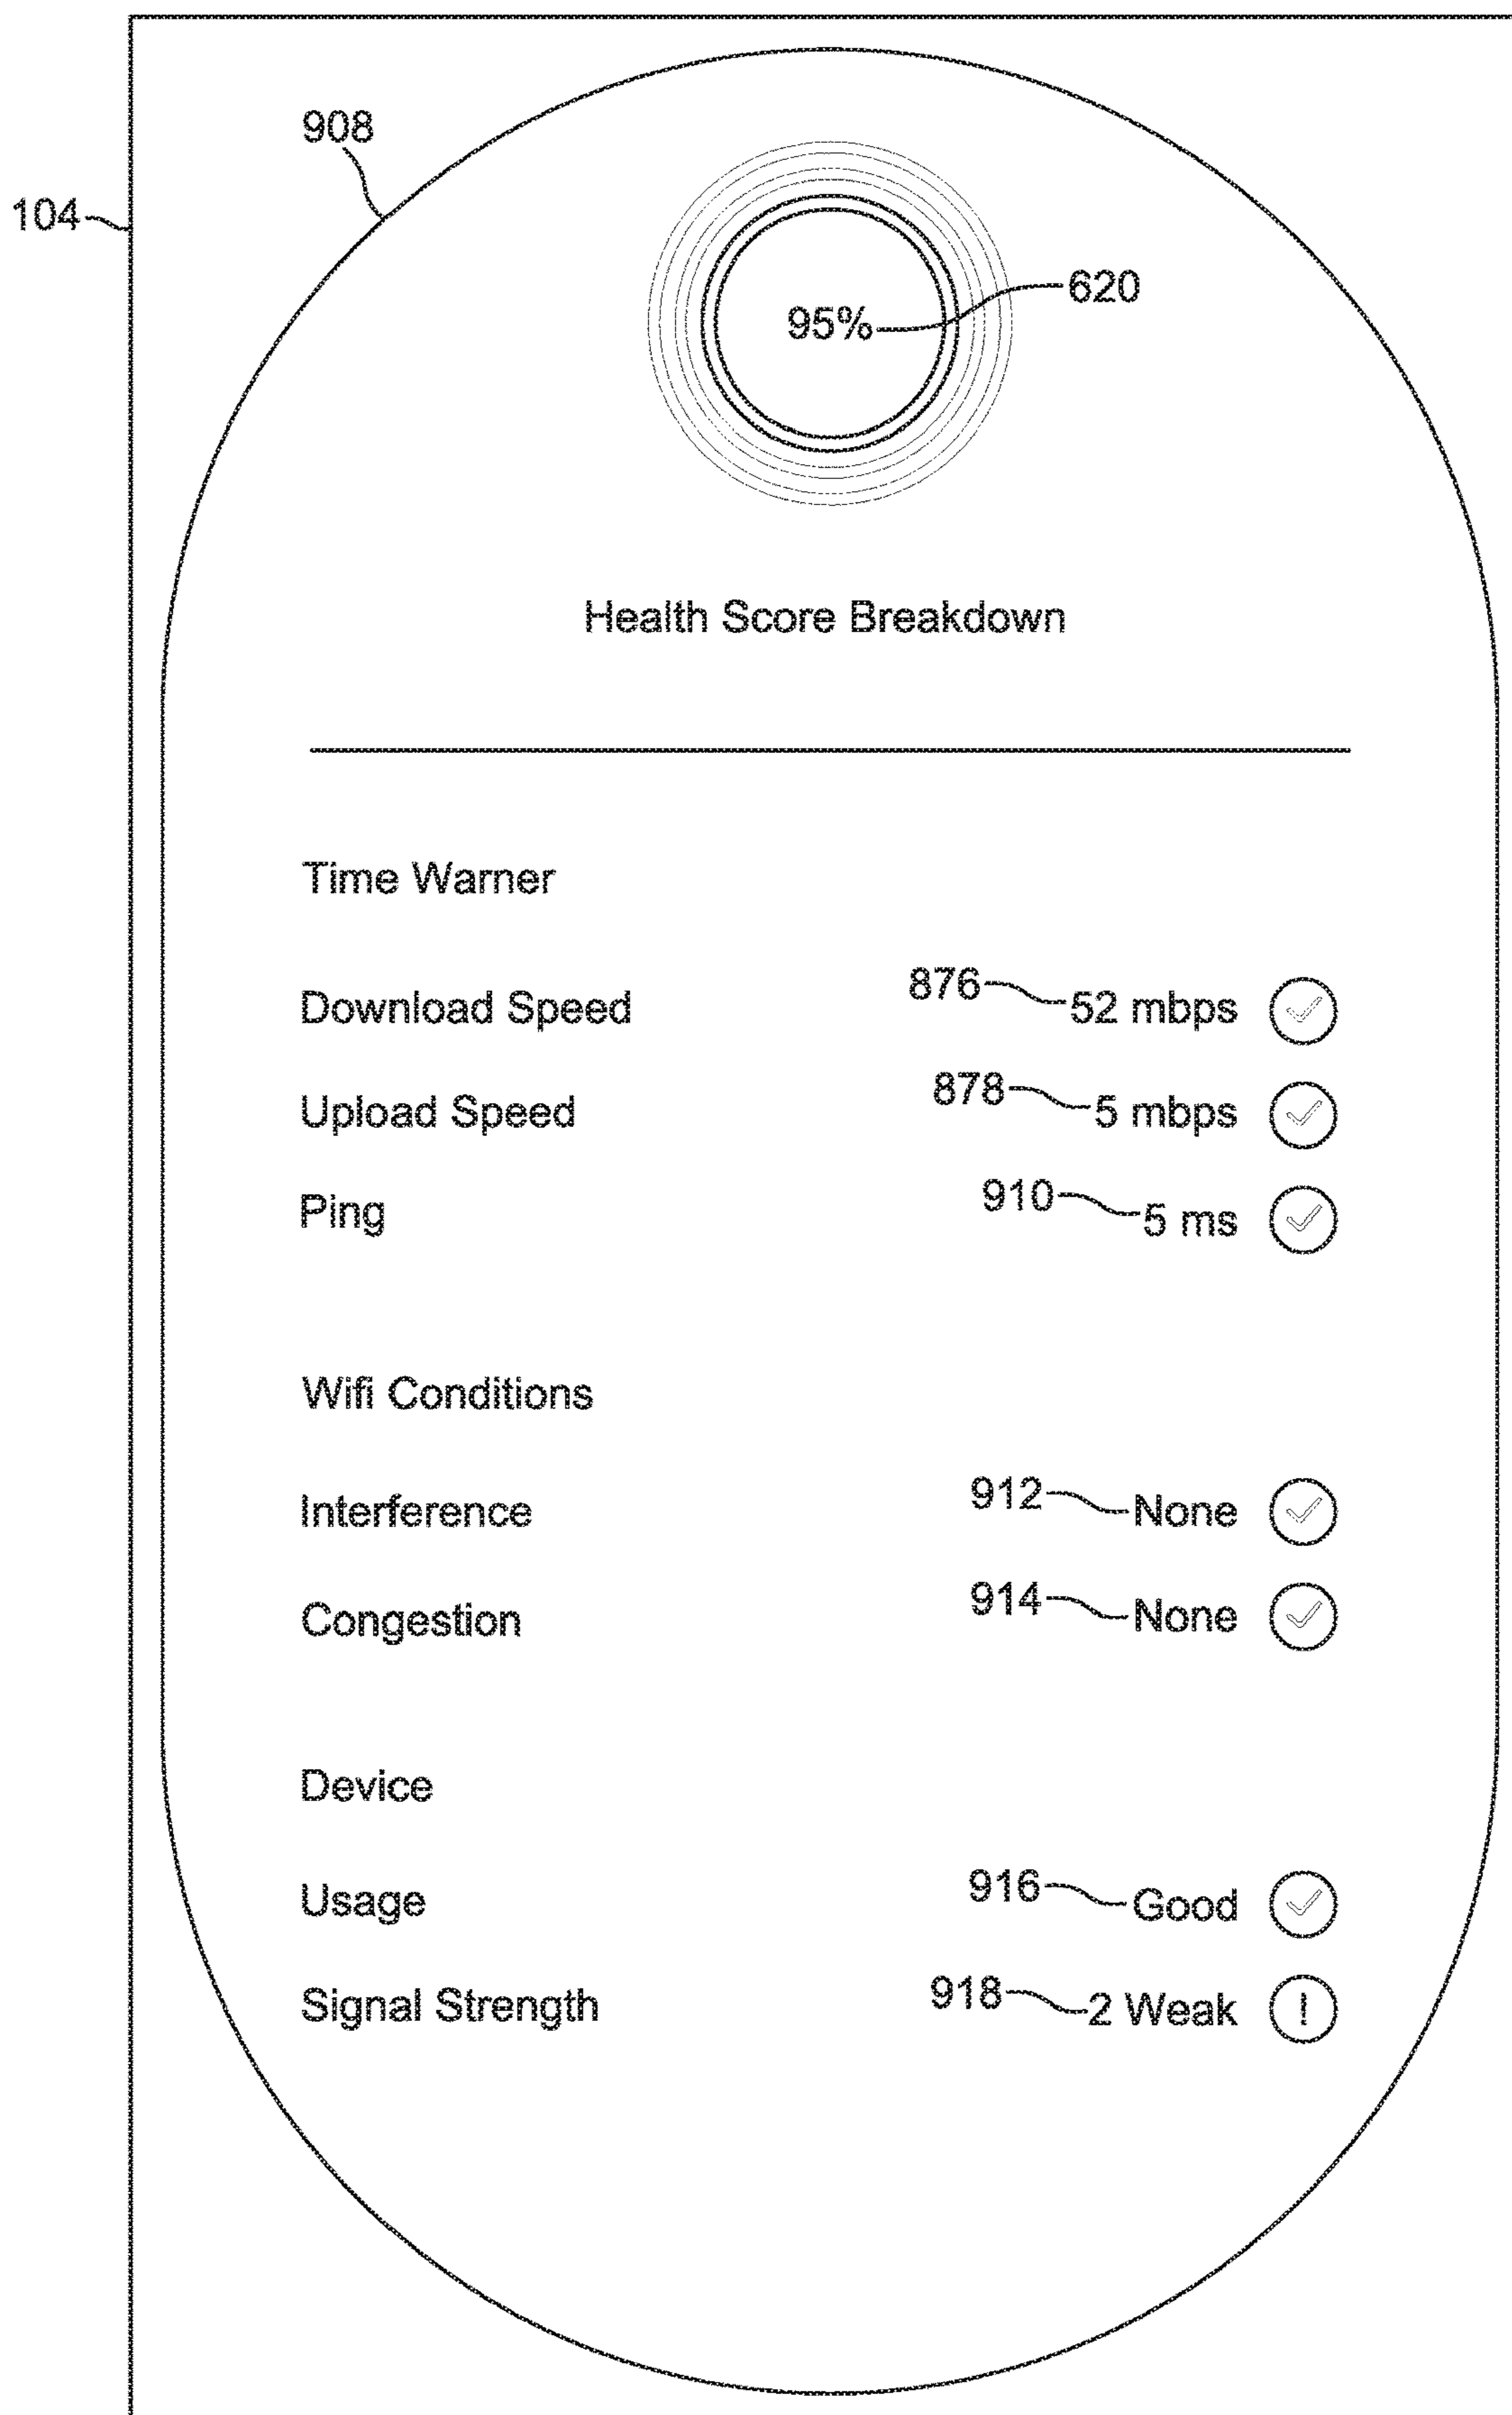 908
104
620
95%
Health Score Breakdown
Time Warner
Download Speed 876 52 mbps
Upload Speed 878 5 mbps
Ping 910 5 ms
Wifi Conditions
Interference 912 None
Congestion 914 None
Device
Usage 916 Good
Signal Strength 918 2 Weak !